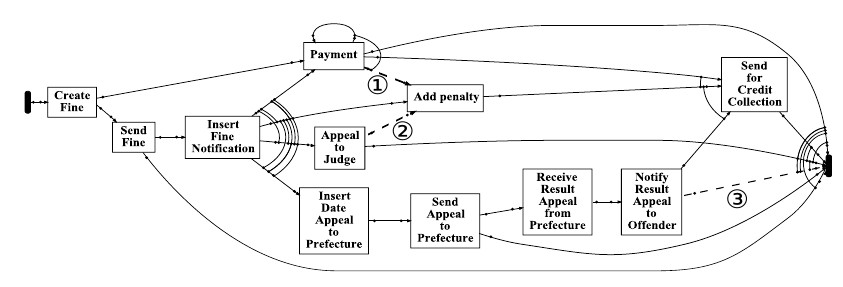 Create
Fine
Send
Fine
Insert
Fine
Notification
Payment
①
Add penalty
②
Appeal
to
Judge
Insert
Date
Appeal
to
Prefecture
Send
Appeal
to
Prefecture
Receive
Result
Appeal
from
Prefecture
Notify
Result
Appeal
to
Offender
Send
for
Credit
Collection
③